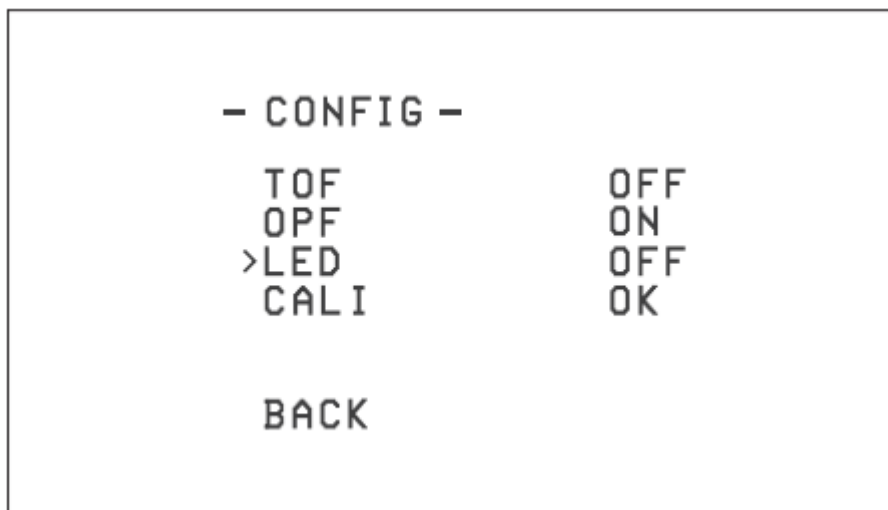 - CONFIG -
TOF OFF
OPF ON
>LED OFF
CALI OK
BACK